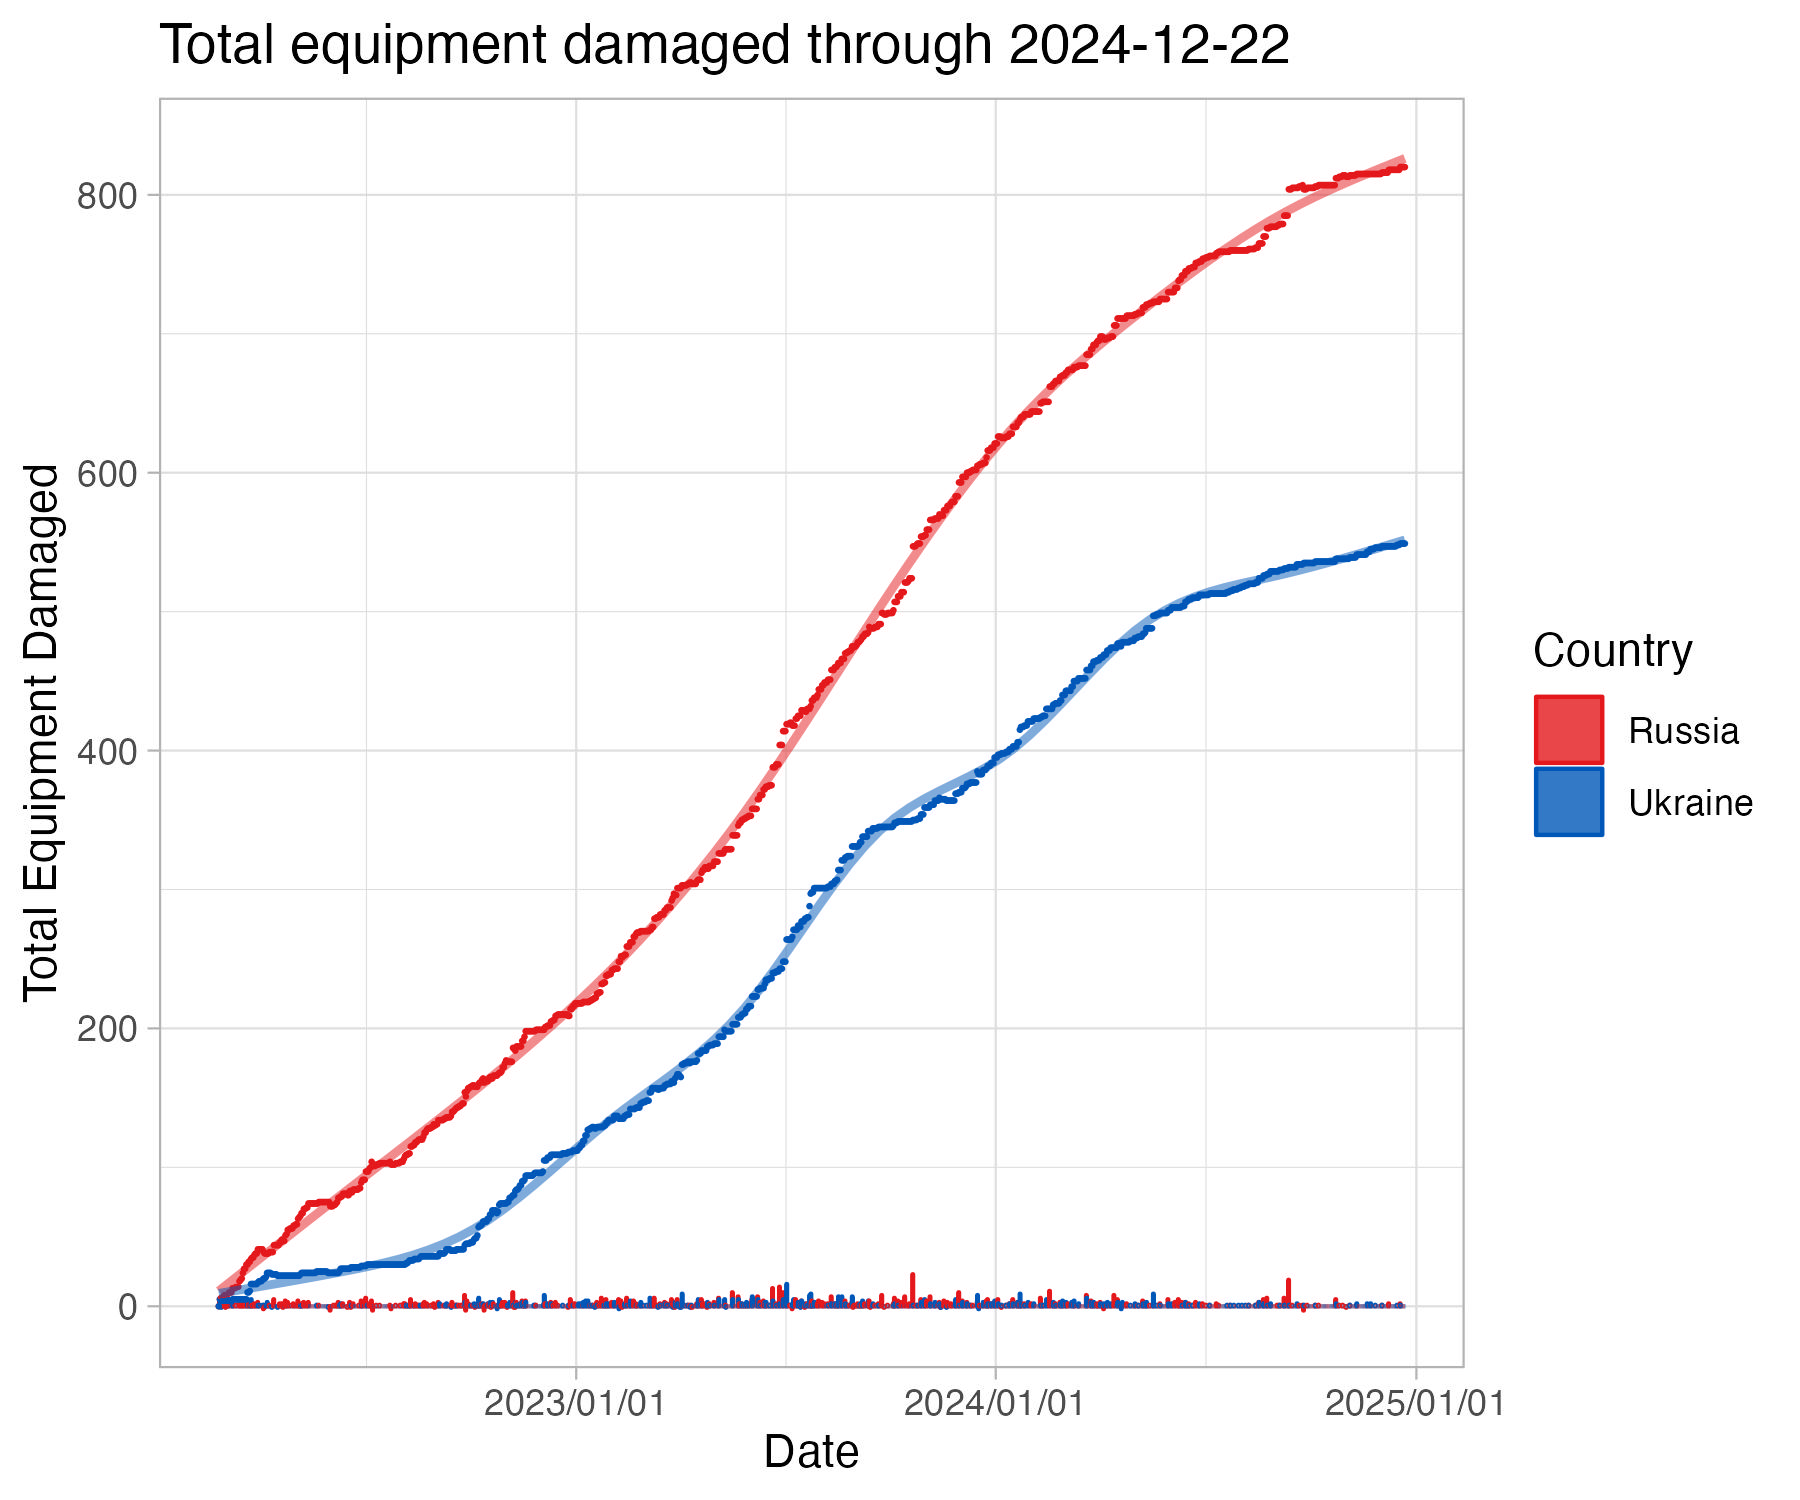 Total equipment damaged through 2024-12-22
Total Equipment Damaged
800
600
400
200
0
2023/01/01
2024/01/01
2025/01/01
Date
Country
Russia
Ukraine